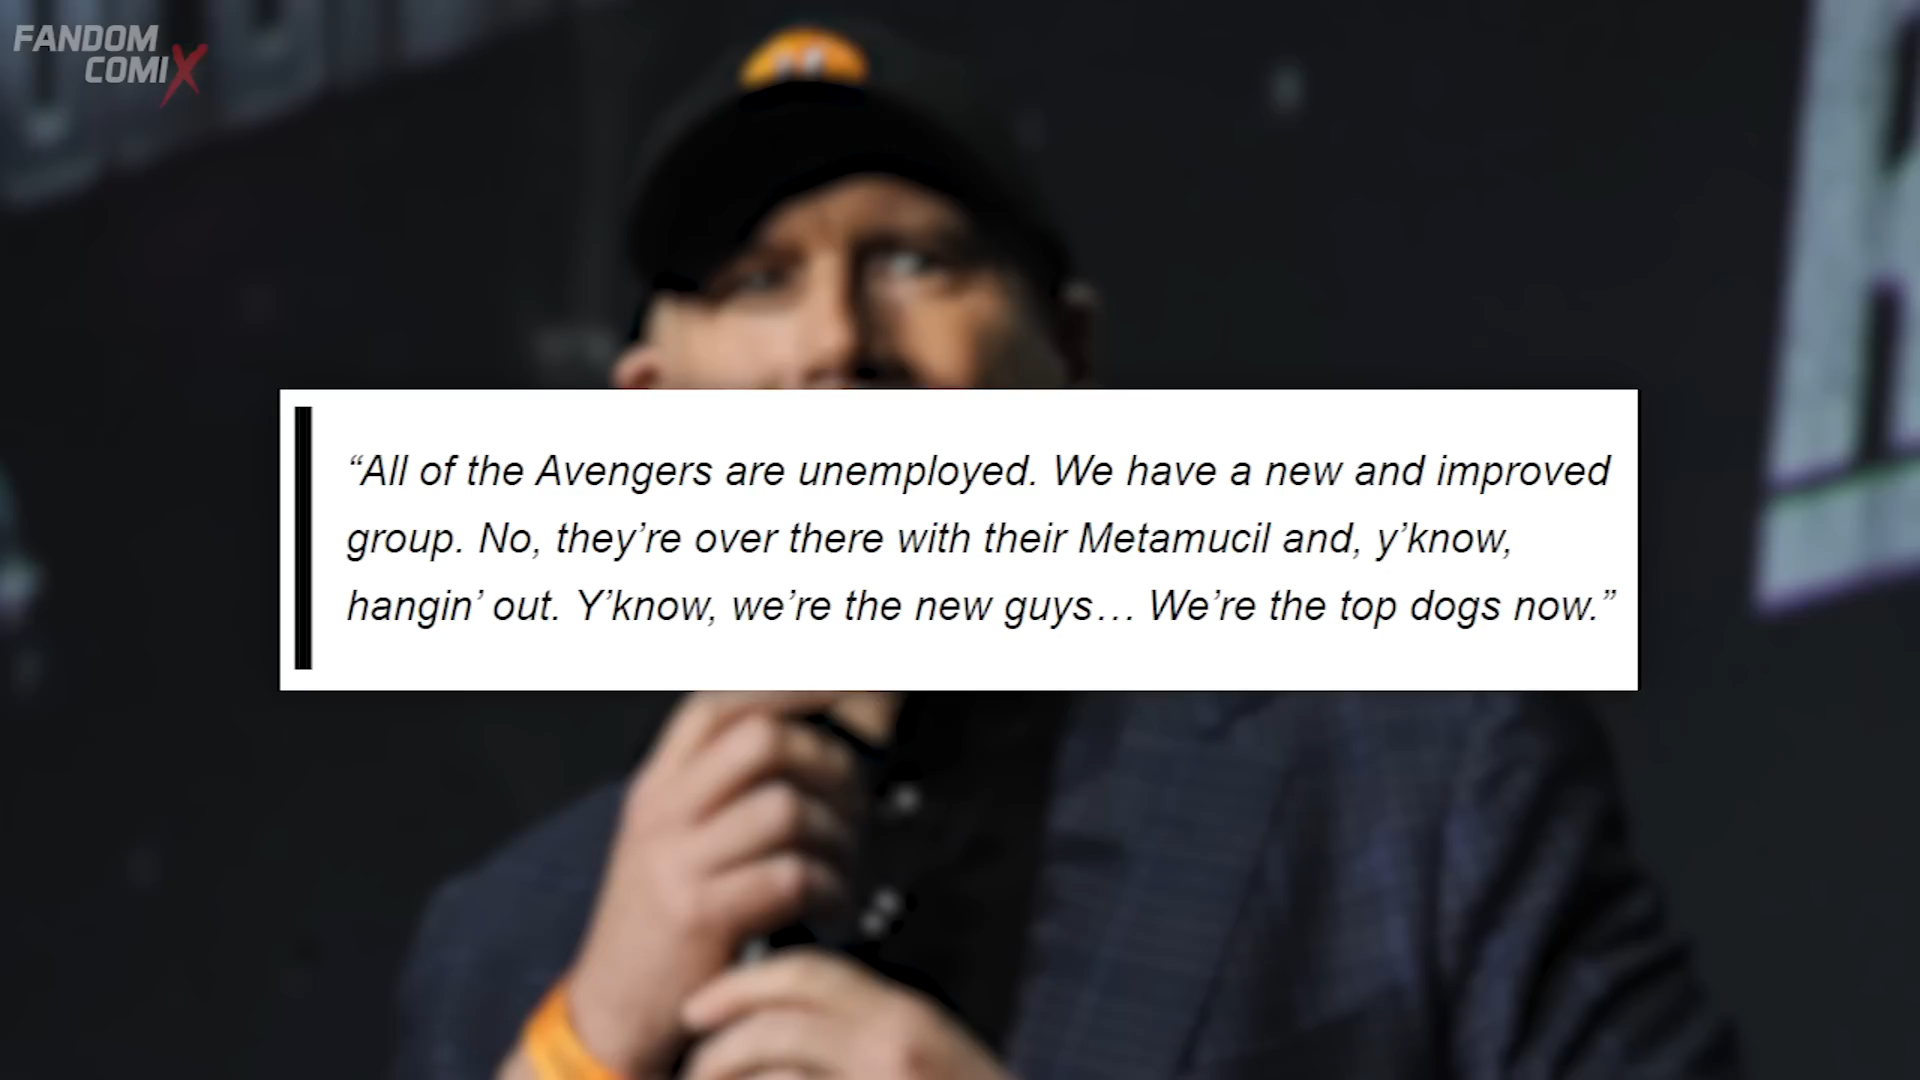 FANDOM
COMIX
“All of the Avengers are unemployed. We have a new and improved
group. No, they’re over there with their Metamucil and, y’know,
hangin’ out. Y’know, we’re the new guys… We’re the top dogs now.”